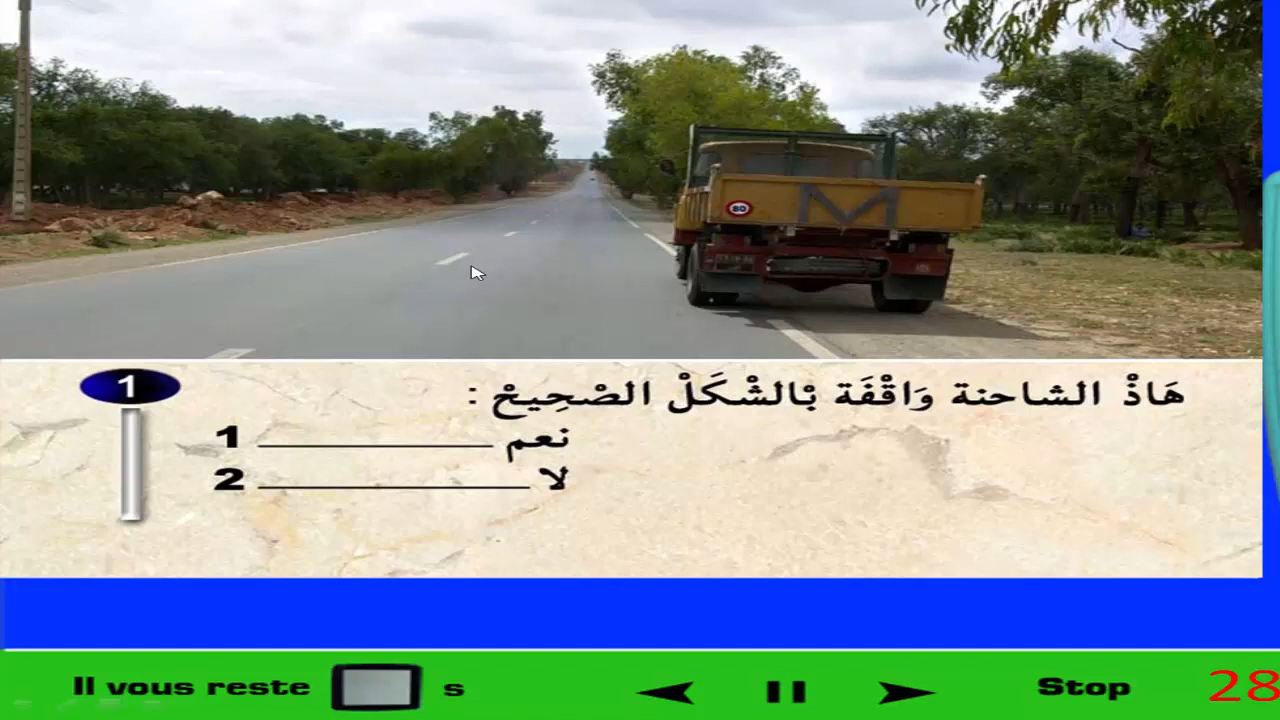 80
M
1
هَاذْ الشاحنة وَاقْفَة بْالشْكَلْ الصْحِيحْ :
نعم 1
لا 2
Il vous reste s
Stop
28